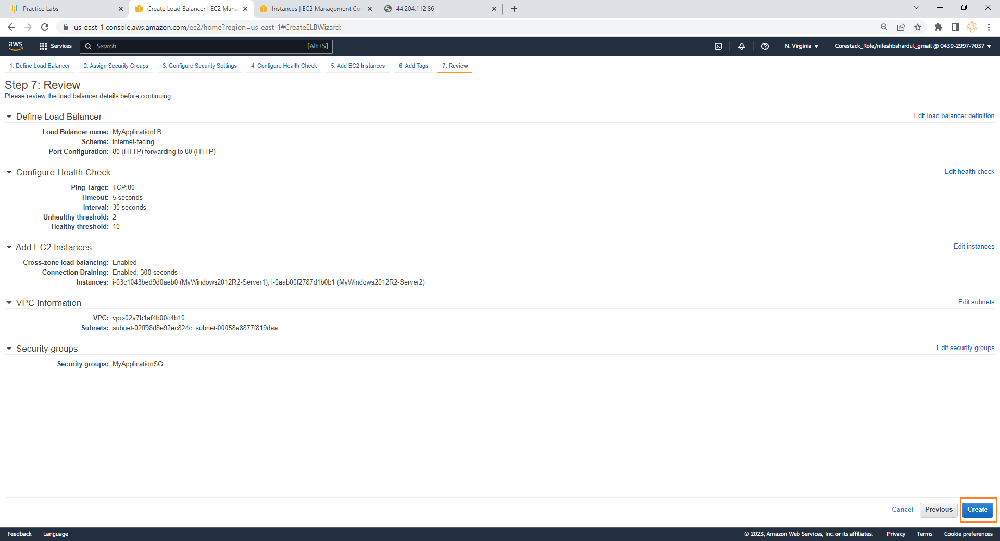 Practice Labs
Create Load Balancer | EC2 Mana
Instances | EC2 Management Cor
44.204.112.86
us-east-1.console.aws.amazon.com/ec2/home?region=us-east-1#CreateELBWizard:
aws
Services
Search
[Alt+S]
N. Virginia
Corestack_Role/nileshbshardul_gmail @ 0439-2997-7037
1. Define Load Balancer
2. Assign Security Groups
3. Configure Security Settings
4. Configure Health Check
5. Add EC2 Instances
6. Add Tags
7. Review
Step 7: Review
Please review the load balancer details before continuing
Define Load Balancer
Edit load balancer definition
Load Balancer name: MyApplicationLB
Scheme: internet-facing
Port Configuration: 80 (HTTP) forwarding to 80 (HTTP)
Configure Health Check
Edit health check
Ping Target: TCP:80
Timeout: 5 seconds
Interval: 30 seconds
Unhealthy threshold: 2
Healthy threshold: 10
Add EC2 Instances
Edit instances
Cross-zone load balancing: Enabled
Connection Draining: Enabled, 300 seconds
Instances: i-03c1043bed9d0aeb0 (MyWindows2012R2-Server1), i-0aab00f2787d1b0b1 (MyWindows2012R2-Server2)
VPC Information
Edit subnets
VPC: vpc-02a7b1af4b00c4b10
Subnets: subnet-02ff98d8e92ec824c, subnet-00058a8877f819daa
Security groups
Edit security groups
Security groups: MyApplicationSG
Cancel
Previous
Create
Feedback
Language
© 2023, Amazon Web Services, Inc. or its affiliates.
Privacy
Terms
Cookie preferences